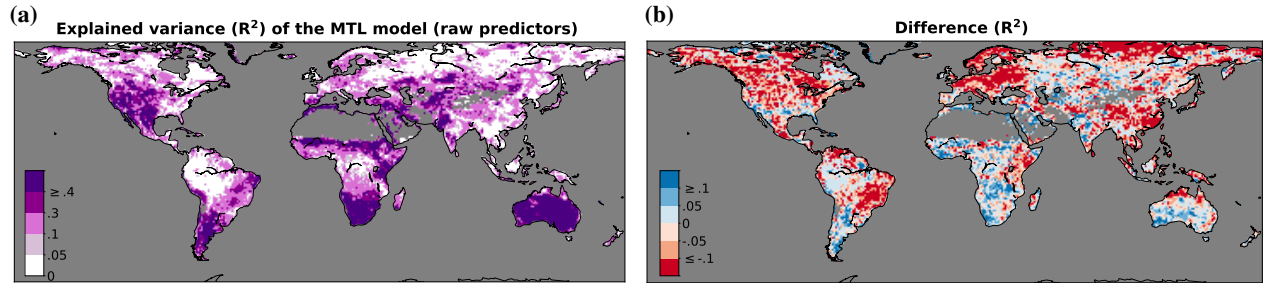 (a)
Explained variance (R²) of the MTL model (raw predictors)
≥.4
.3
.1
.05
0
(b)
Difference (R²)
≥.1
.05
0
-.05
≤-.1